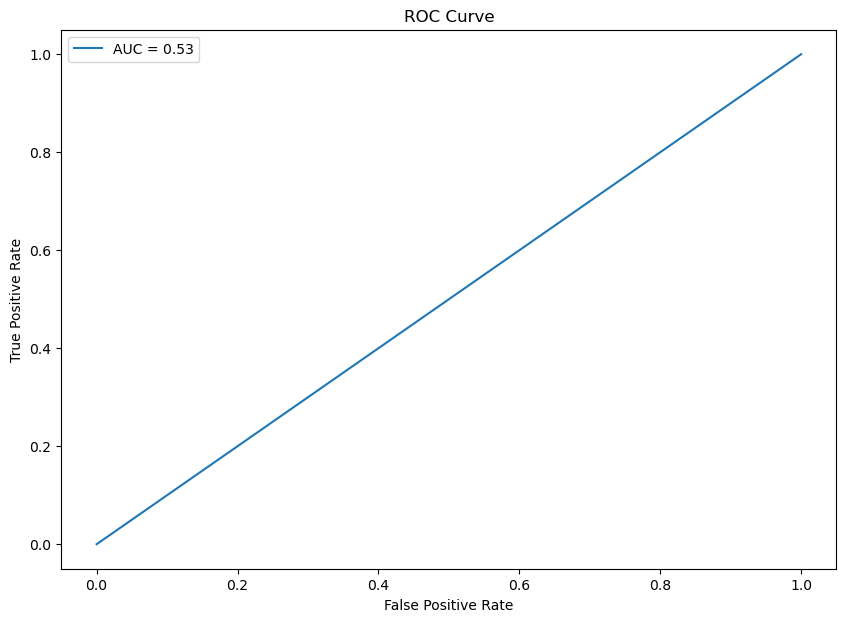 ROC Curve
AUC = 0.53
True Positive Rate
1.0
0.8
0.6
0.4
0.2
0.0
0.0 0.2 0.4 0.6 0.8 1.0
False Positive Rate